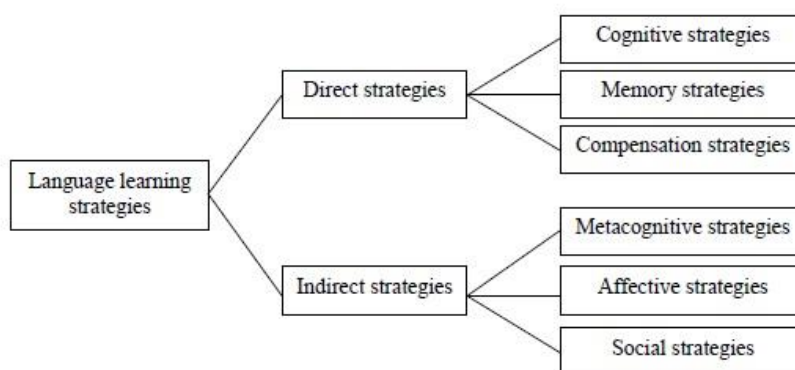 Language learning
strategies
Direct strategies
Cognitive strategies
Memory strategies
Compensation strategies
Indirect strategies
Metacognitive strategies
Affective strategies
Social strategies